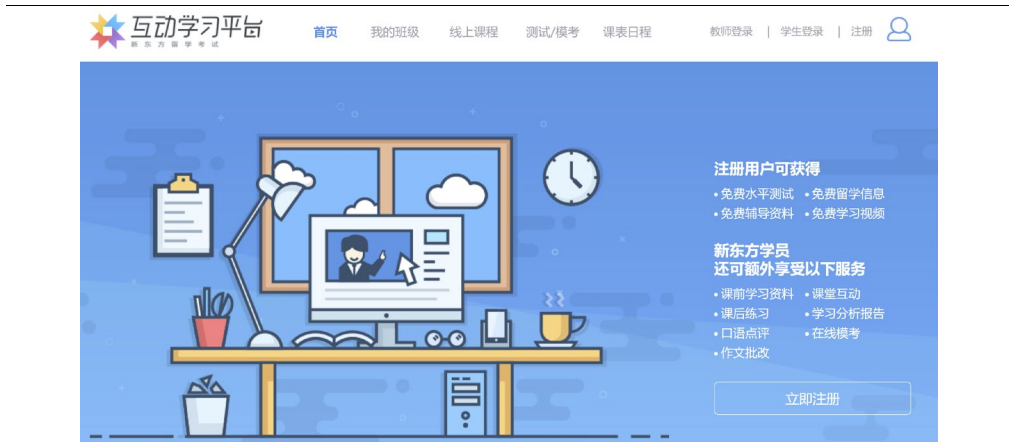 互动学习平台
新东方留学考试
首页 我的班级 线上课程 测试/模考 课表日程
教师登录 | 学生登录 | 注册
注册用户可获得
•免费水平测试 •免费留学信息
•免费辅导资料 •免费学习视频
新东方学员
还可额外享受以下服务
•课前学习资料 •课堂互动
•课后练习 •学习分析报告
•口语点评 •在线模考
•作文批改
立即注册